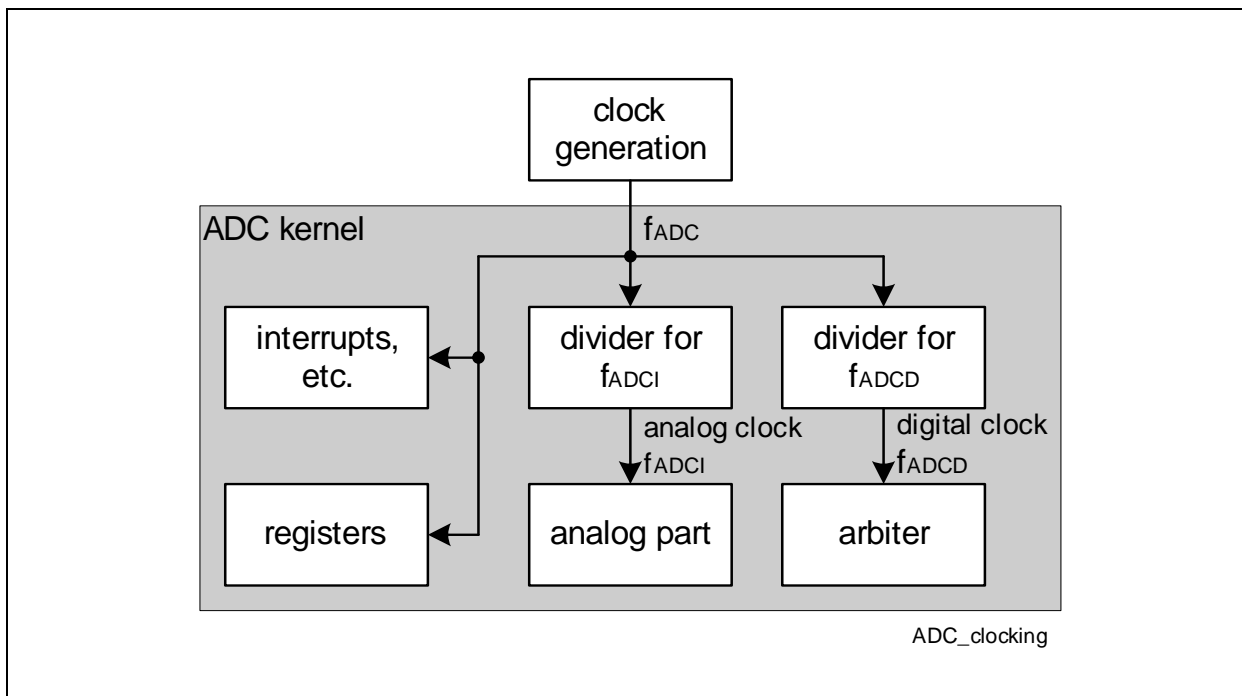 clock
generation
ADC kernel
fADC
interrupts,
etc.
divider for
fADCI
divider for
fADCD
analog clock
fADCI
digital clock
fADCD
registers
analog part
arbiter
ADC_clocking